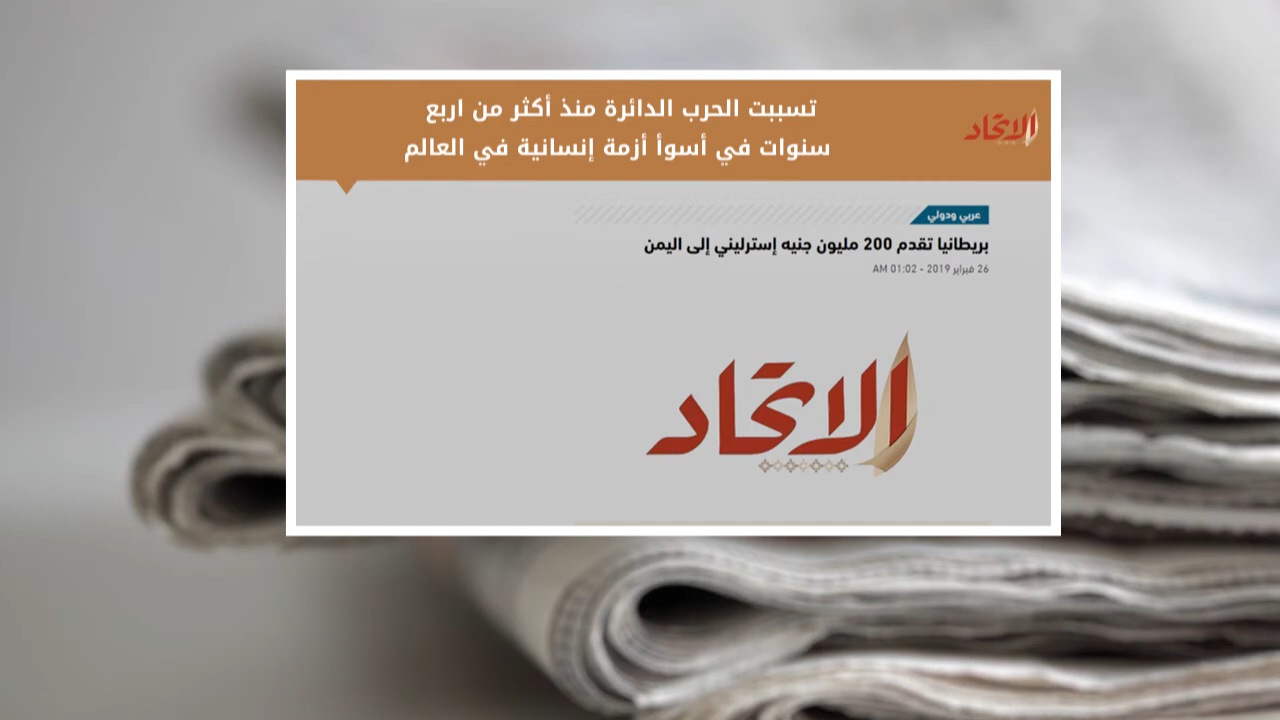 تسببت الحرب الدائرة منذ أكثر من اربع
سنوات في أسوأ أزمة إنسانية في العالم
الاتحاد
عربي ودولي
بريطانيا تقدم 200 مليون جنيه إسترليني إلى اليمن
26 فبراير 2019 - 01:02 AM
الاتحاد